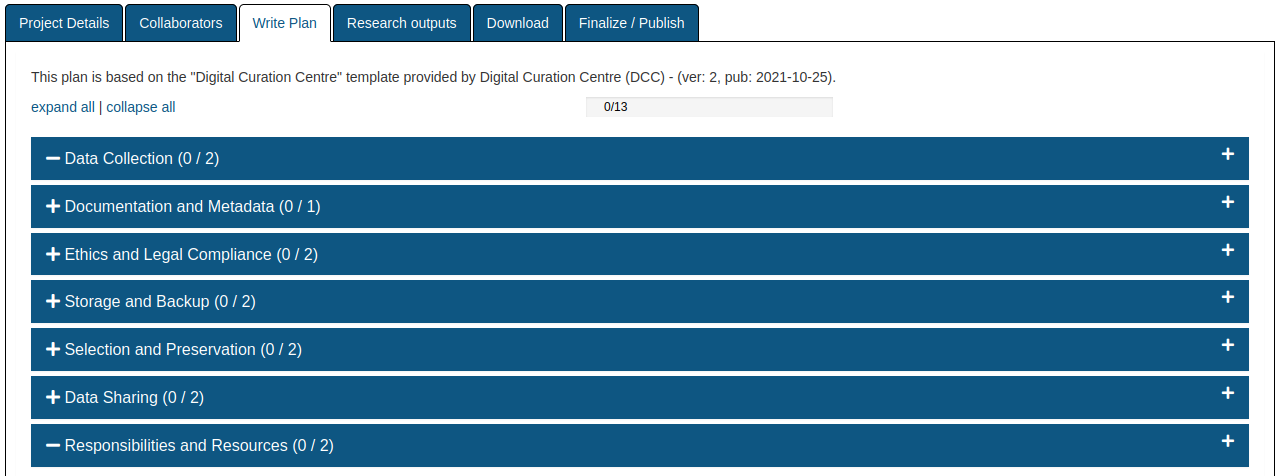 Project Details Collaborators Write Plan Research outputs Download Finalize / Publish
This plan is based on the "Digital Curation Centre" template provided by Digital Curation Centre (DCC) - (ver: 2, pub: 2021-10-25).
expand all | collapse all 0/13
Data Collection (0 / 2)
Documentation and Metadata (0 / 1)
Ethics and Legal Compliance (0 / 2)
Storage and Backup (0 / 2)
Selection and Preservation (0 / 2)
Data Sharing (0 / 2)
Responsibilities and Resources (0 / 2)